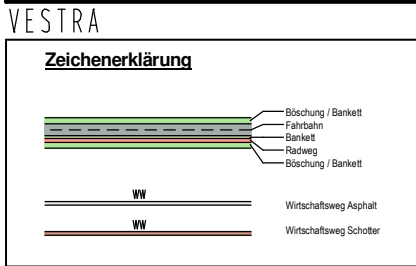 VESTRA
Zeichenerklärung
Böschung / Bankett
Fahrbahn
Bankett
Radweg
Böschung / Bankett
WW
Wirtschaftsweg Asphalt
WW
Wirtschaftsweg Schotter